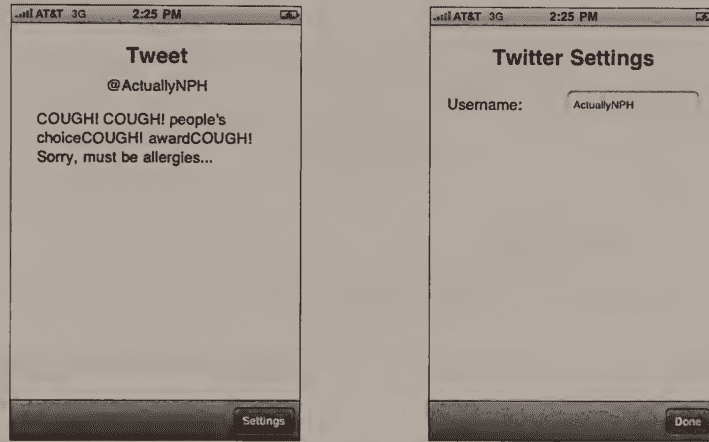 AT&T 3G 2:25 PM
Tweet
@ActuallyNPH
COUGH! COUGH! people's
choiceCOUGH! awardCOUGH!
Sorry, must be allergies...
Settings
AT&T 3G 2:25 PM
Twitter Settings
Username: ActuallyNPH
Done